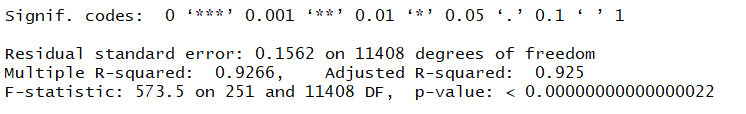 Signif. codes:  0 ‘***’ 0.001 ‘**’ 0.01 ‘*’ 0.05 ‘.’ 0.1 ‘ ’ 1
Residual standard error: 0.1562 on 11408 degrees of freedom
Multiple R-squared:  0.9266,    Adjusted R-squared:  0.925
F-statistic: 573.5 on 251 and 11408 DF,  p-value: < 0.00000000000000022